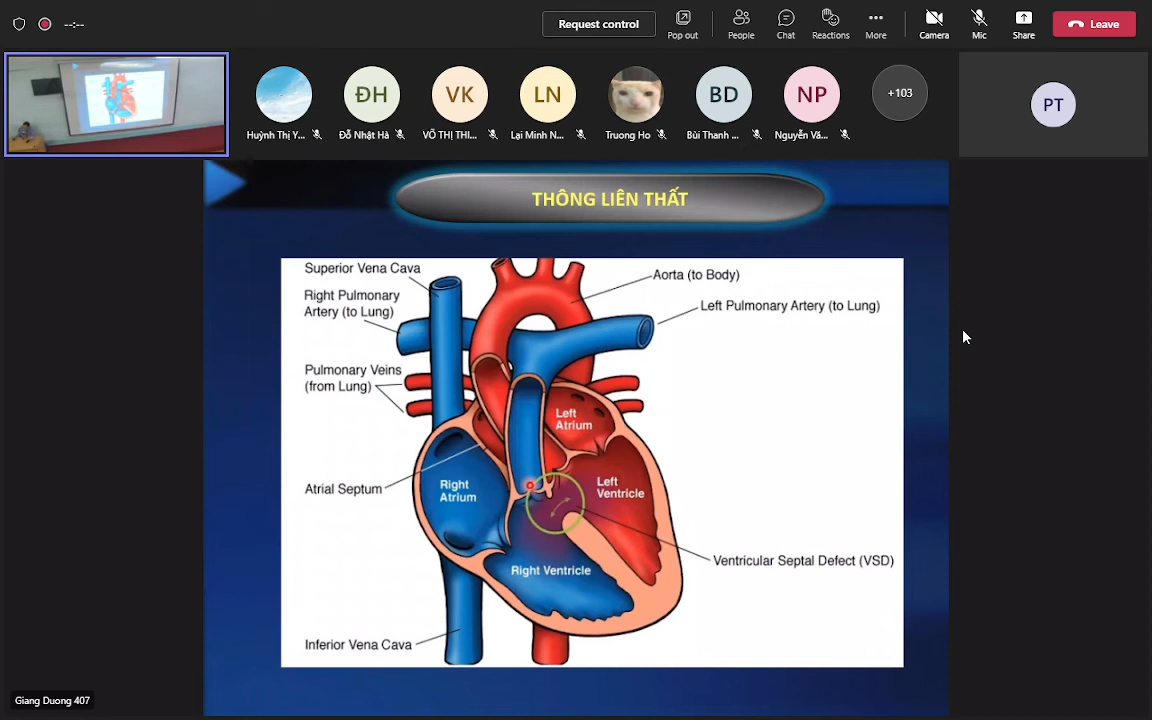 --:--
Request control
Pop out
People
Chat
Reactions
More
Camera
Mic
Share
Leave
ĐH
VK
LN
BD
NP
+103
PT
Huỳnh Thị Y...
Đỗ Nhật Hà
VÕ THỊ THI...
Lại Minh N...
Truong Ho
Bùi Thanh ...
Nguyễn Vă...
THÔNG LIÊN THẤT
Superior Vena Cava
Right Pulmonary
Artery (to Lung)
Pulmonary Veins
(from Lung)
Atrial Septum
Inferior Vena Cava
Aorta (to Body)
Left Pulmonary Artery (to Lung)
Left
Atrium
Right
Atrium
Left
Ventricle
Right Ventricle
Ventricular Septal Defect (VSD)
Giang Duong 407